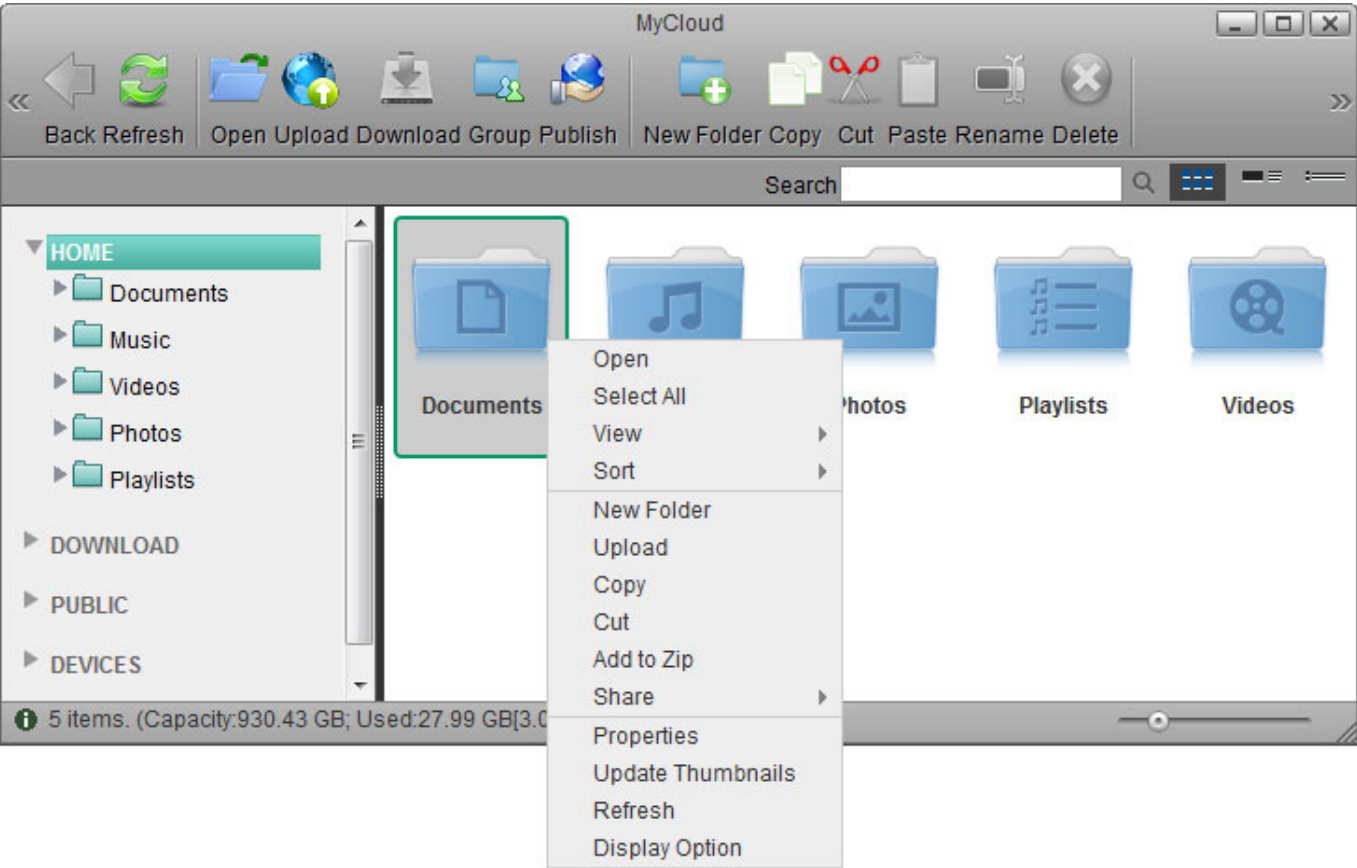 MyCloud
Back Refresh Open Upload Download Group Publish New Folder Copy Cut Paste Rename Delete
Search
HOME
Documents
Music
Videos
Photos
Playlists
DOWNLOAD
PUBLIC
DEVICES
Documents
Photos
Playlists
Videos
Open
Select All
View
Sort
New Folder
Upload
Copy
Cut
Add to Zip
Share
Properties
Update Thumbnails
Refresh
Display Option
5 items. (Capacity:930.43 GB; Used:27.99 GB[3.0